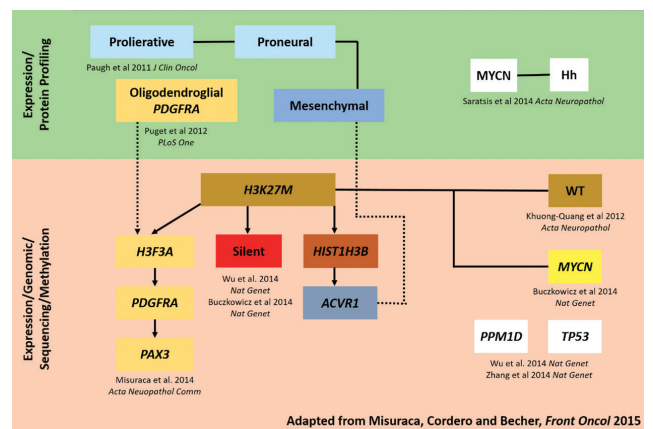 Expression/
Protein Profiling
Prolierative
Proneural
Paugh et al 2011 J Clin Oncol
MYCN
Hh
Saratsis et al 2014 Acta Neuropathol
Oligodendroglial
PDGFRA
Mesenchymal
Puget et al 2012
PLoS One
Expression/Genomic/
Sequencing/Methylation
H3K27M
WT
Khuong-Quang et al 2012
Acta Neuropathol
H3F3A
Silent
HIST1H3B
Wu et al. 2014
Nat Genet
Buczkowicz et al 2014
Nat Genet
MYCN
Buczkowicz et al 2014
Nat Genet
PDGFRA
ACVR1
PAX3
PPM1D
TP53
Wu et al. 2014 Nat Genet
Zhang et al 2014 Nat Genet
Misuraca et al. 2014
Acta Neuopathol Comm
Adapted from Misuraca, Cordero and Becher, Front Oncol 2015